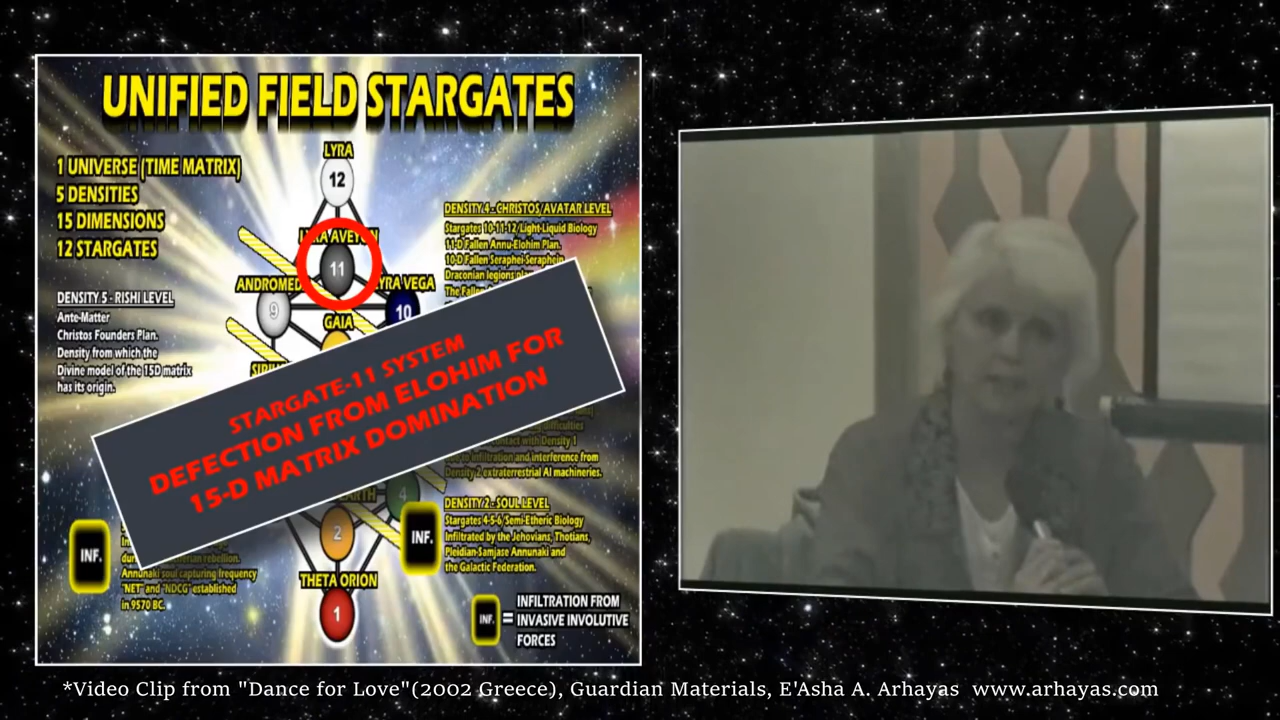 UNIFIED FIELD STARGATES
1 UNIVERSE (TIME MATRIX)
5 DENSITIES
15 DIMENSIONS
12 STARGATES
DENSITY 5 - RISHI LEVEL
Ante-Matter
Christos Founders Plan.
Density from which the
Divine model of the 15D matrix
has its origin.
LYRA
12
11
ANDROMED
9
10
GAIA
DENSITY 4 - CHRISTOS/AVATAR LEVEL
Stargates 10-11-12/Light-Liquid Biology
11-D Fallen Annu-Elohim Plan.
10-D Fallen Seraphei-Seraphein
Draconian legions
The
STARGATE-11 SYSTEM
DEFECTION FROM ELOHIM FOR
15-D MATRIX DOMINATION
contact with Density 1
infiltration and interference from
Density 2 extraterrestrial AI machineries.
EARTH
4
2
THETA ORION
1
DENSITY 2 - SOUL LEVEL
Stargates 4-5-6/Semi-Etheric Biology
Infiltrated by the Jehovians, Thotians,
Pleidian-Samjase Annunaki and
the Galactic Federation.
INF.
INF.
rebellion.
Annunaki soul capturing frequency
"NET" and "NDCG" established
in 9570 BC.
INF.
=
INFILTRATION FROM
INVASIVE INVOLUTIVE
FORCES
*Video Clip from "Dance for Love"(2002 Greece), Guardian Materials, E'Asha A. Arhayas www.arhayas.com